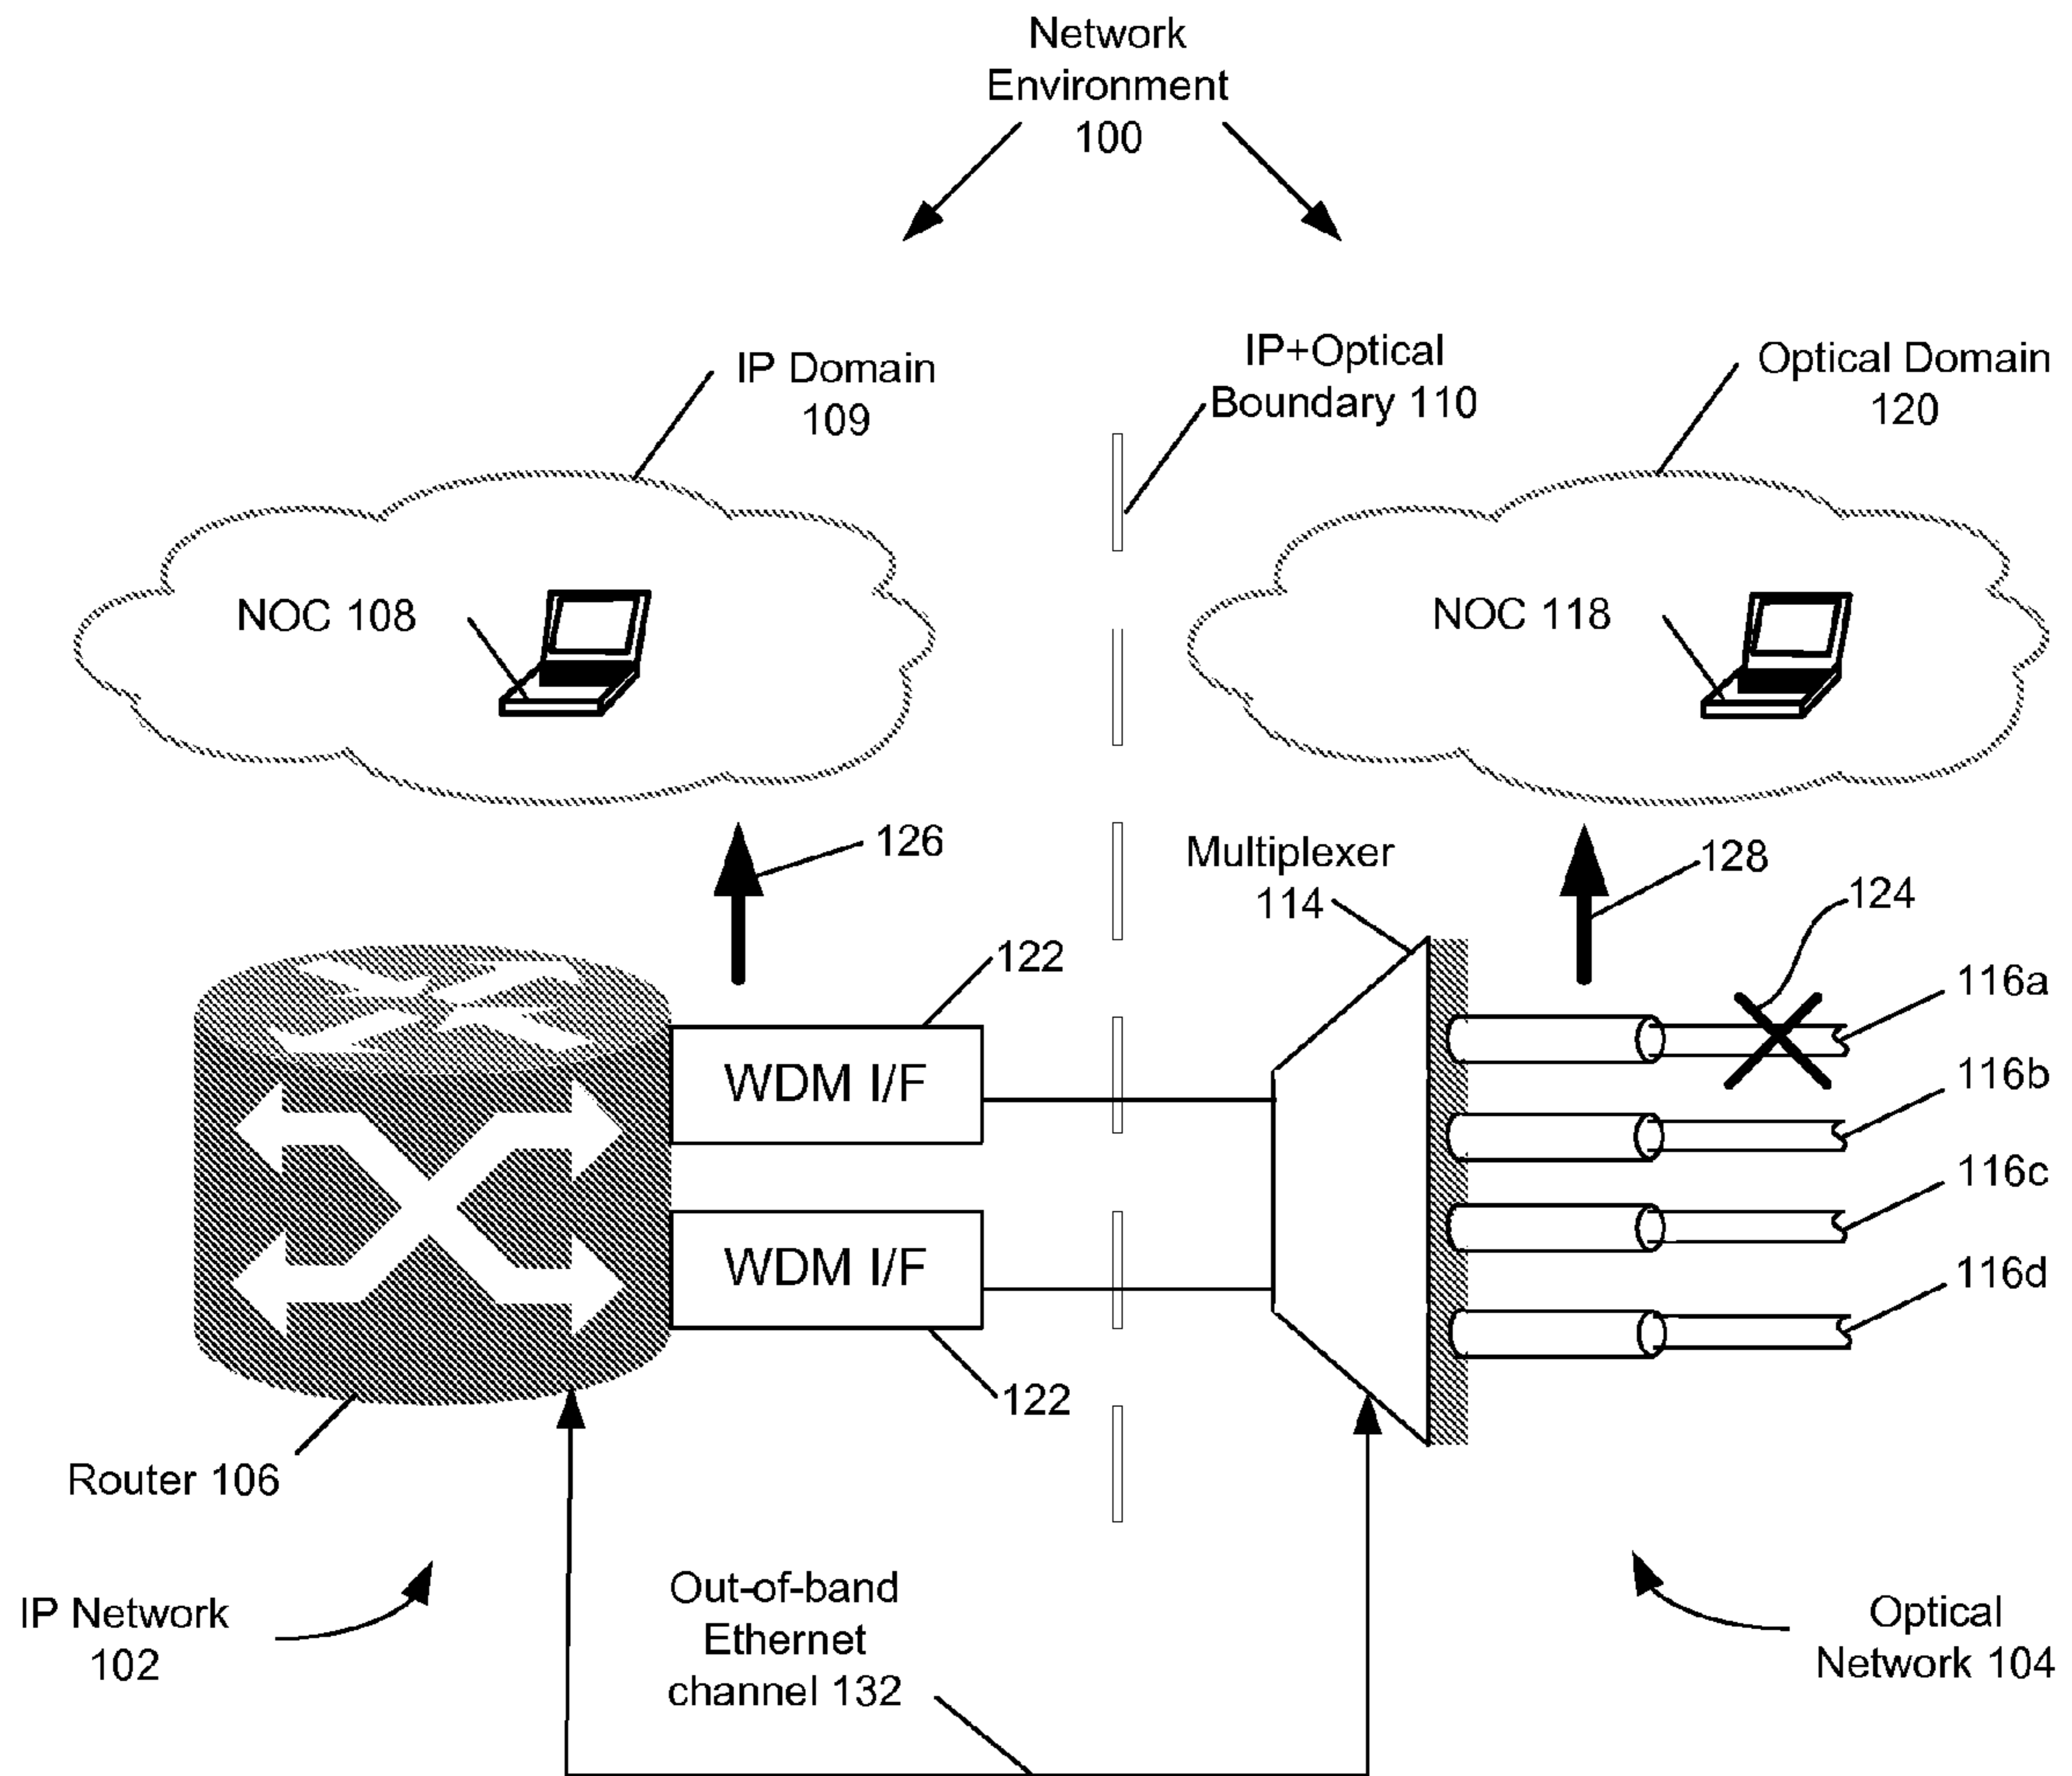 Network
Environment
100
IP Domain
109
IP+Optical
Boundary 110
Optical Domain
120
NOC 108
NOC 118
126
Multiplexer
114
128
124
122
116a
WDM I/F
116b
116c
WDM I/F
116d
122
Router 106
IP Network
102
Out-of-band
Ethernet
channel 132
Optical
Network 104